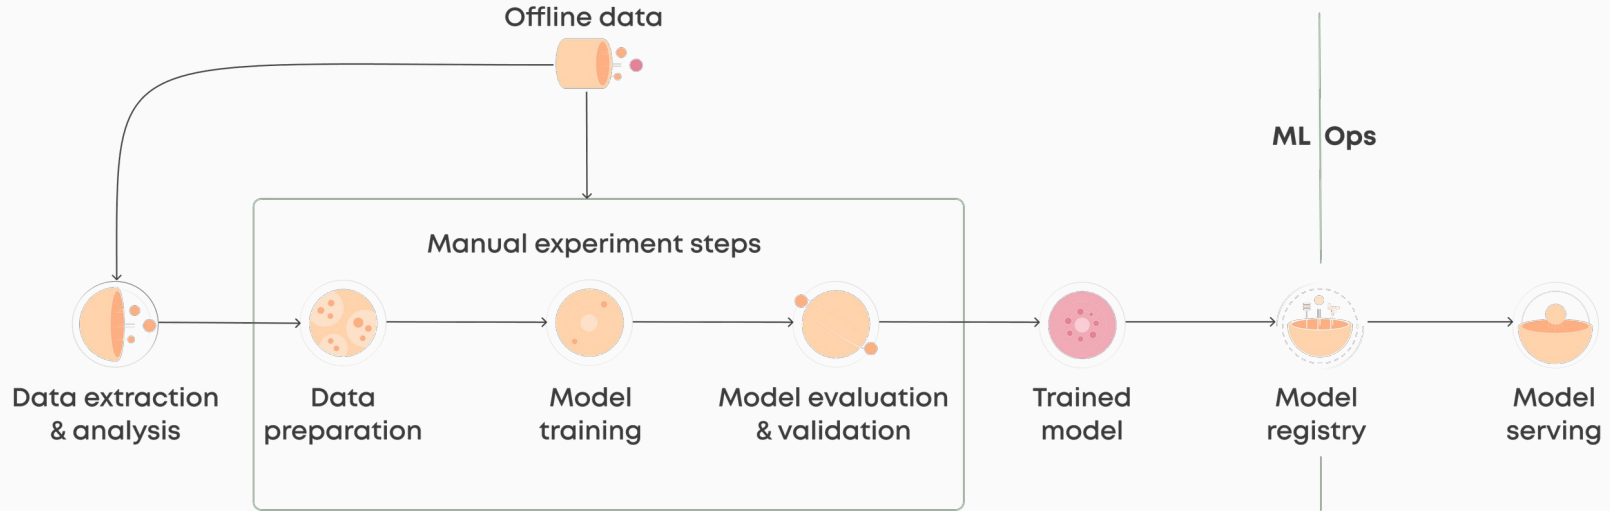 Offline data
ML Ops
Manual experiment steps
Data extraction
& analysis
Data
preparation
Model
training
Model evaluation
& validation
Trained
model
Model
registry
Model
serving